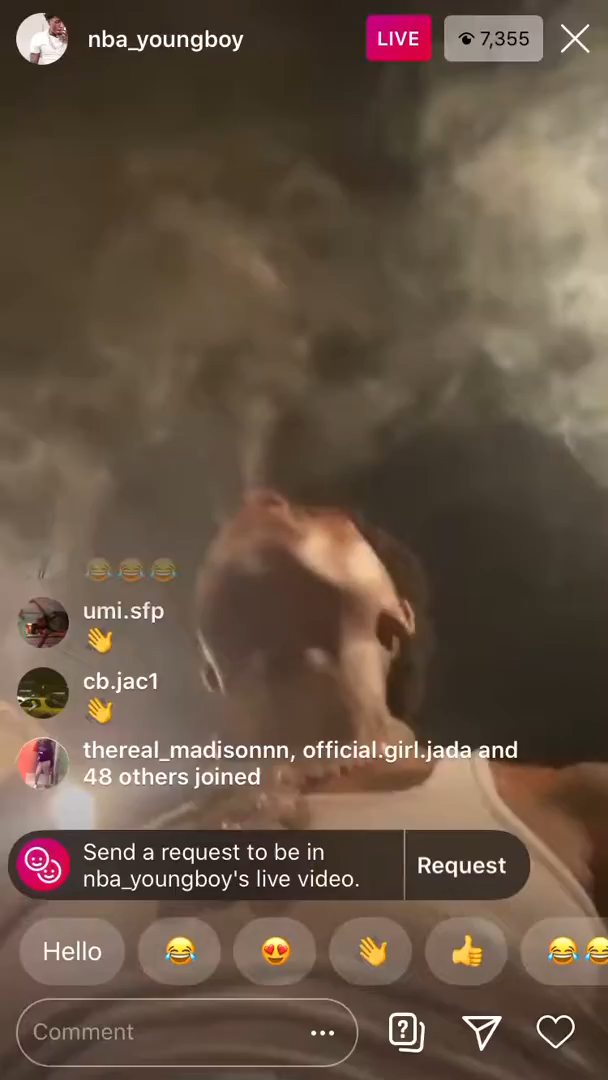 nba_youngboy
LIVE
7,355
😂😂😂
umi.sfp
👋
cb.jac1
👋
thereal_madisonnn, official.girl.jada and
48 others joined
Send a request to be in
nba_youngboy's live video.
Request
Hello
😂
😍
👋
👍
😂😂
Comment